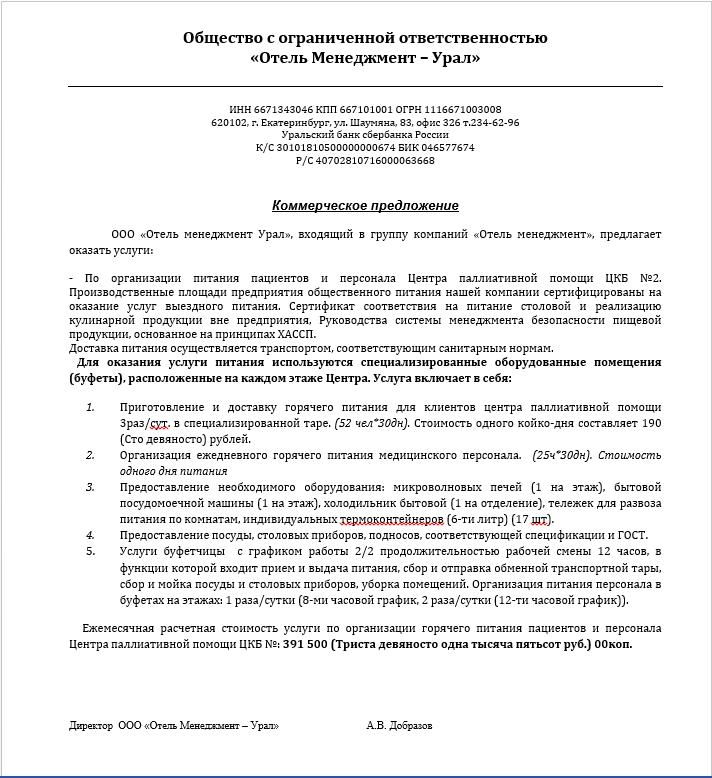 Общество с ограниченной ответственностью
«Отель Менеджмент – Урал»
ИНН 6671343046 КПП 667101001 ОГРН 1116671003008
620102, г. Екатеринбург, ул. Шаумяна, 83, офис 326 т.234-62-96
Уральский банк сбербанка России
К/С 30101810500000000674 БИК 046577674
Р/С 40702810716000063668
Коммерческое предложение
ООО «Отель менеджмент Урал», входящий в группу компаний «Отель менеджмент», предлагает
оказать услуги:
- По организации питания пациентов и персонала Центра паллиативной помощи ЦКБ №2.
Производственные площади предприятия общественного питания нашей компании сертифицированы на
оказание услуг выездного питания. Сертификат соответствия на питание столовой и реализацию
кулинарной продукции вне предприятия, Руководства системы менеджмента безопасности пищевой
продукции, основанное на принципах ХАССП.
Доставка питания осуществляется транспортом, соответствующим санитарным нормам.
Для оказания услуги питания используются специализированные оборудованные помещения
(буфеты), расположенные на каждом этаже Центра. Услуга включает в себя:
1. Приготовление и доставку горячего питания для клиентов центра паллиативной помощи
3раз/сут. в специализированной таре. (52 чел*30дн). Стоимость одного койко-дня составляет 190
(Сто девяносто) рублей.
2. Организация ежедневного горячего питания медицинского персонала. (25ч*30дн). Стоимость
одного дня питания
3. Предоставление необходимого оборудования: микроволновых печей (1 на этаж), бытовой
посудомоечной машины (1 на этаж), холодильник бытовой (1 на отделение), тележек для развоза
питания по комнатам, индивидуальных термоконтейнеров (6-ти литр) (17 шт).
4. Предоставление посуды, столовых приборов, подносов, соответствующей спецификации и ГОСТ.
5. Услуги буфетчицы с графиком работы 2/2 продолжительностью рабочей смены 12 часов, в
функции которой входит прием и выдача питания, сбор и отправка обменной транспортной тары,
сбор и мойка посуды и столовых приборов, уборка помещений. Организация питания персонала в
буфетах на этажах: 1 раза/сутки (8-ми часовой график, 2 раза/сутки (12-ти часовой график)).
Ежемесячная расчетная стоимость услуги по организации горячего питания пациентов и персонала
Центра паллиативной помощи ЦКБ №: 391 500 (Триста девяносто одна тысяча пятьсот руб.) 00коп.
Директор ООО «Отель Менеджмент – Урал» А.В. Добразов